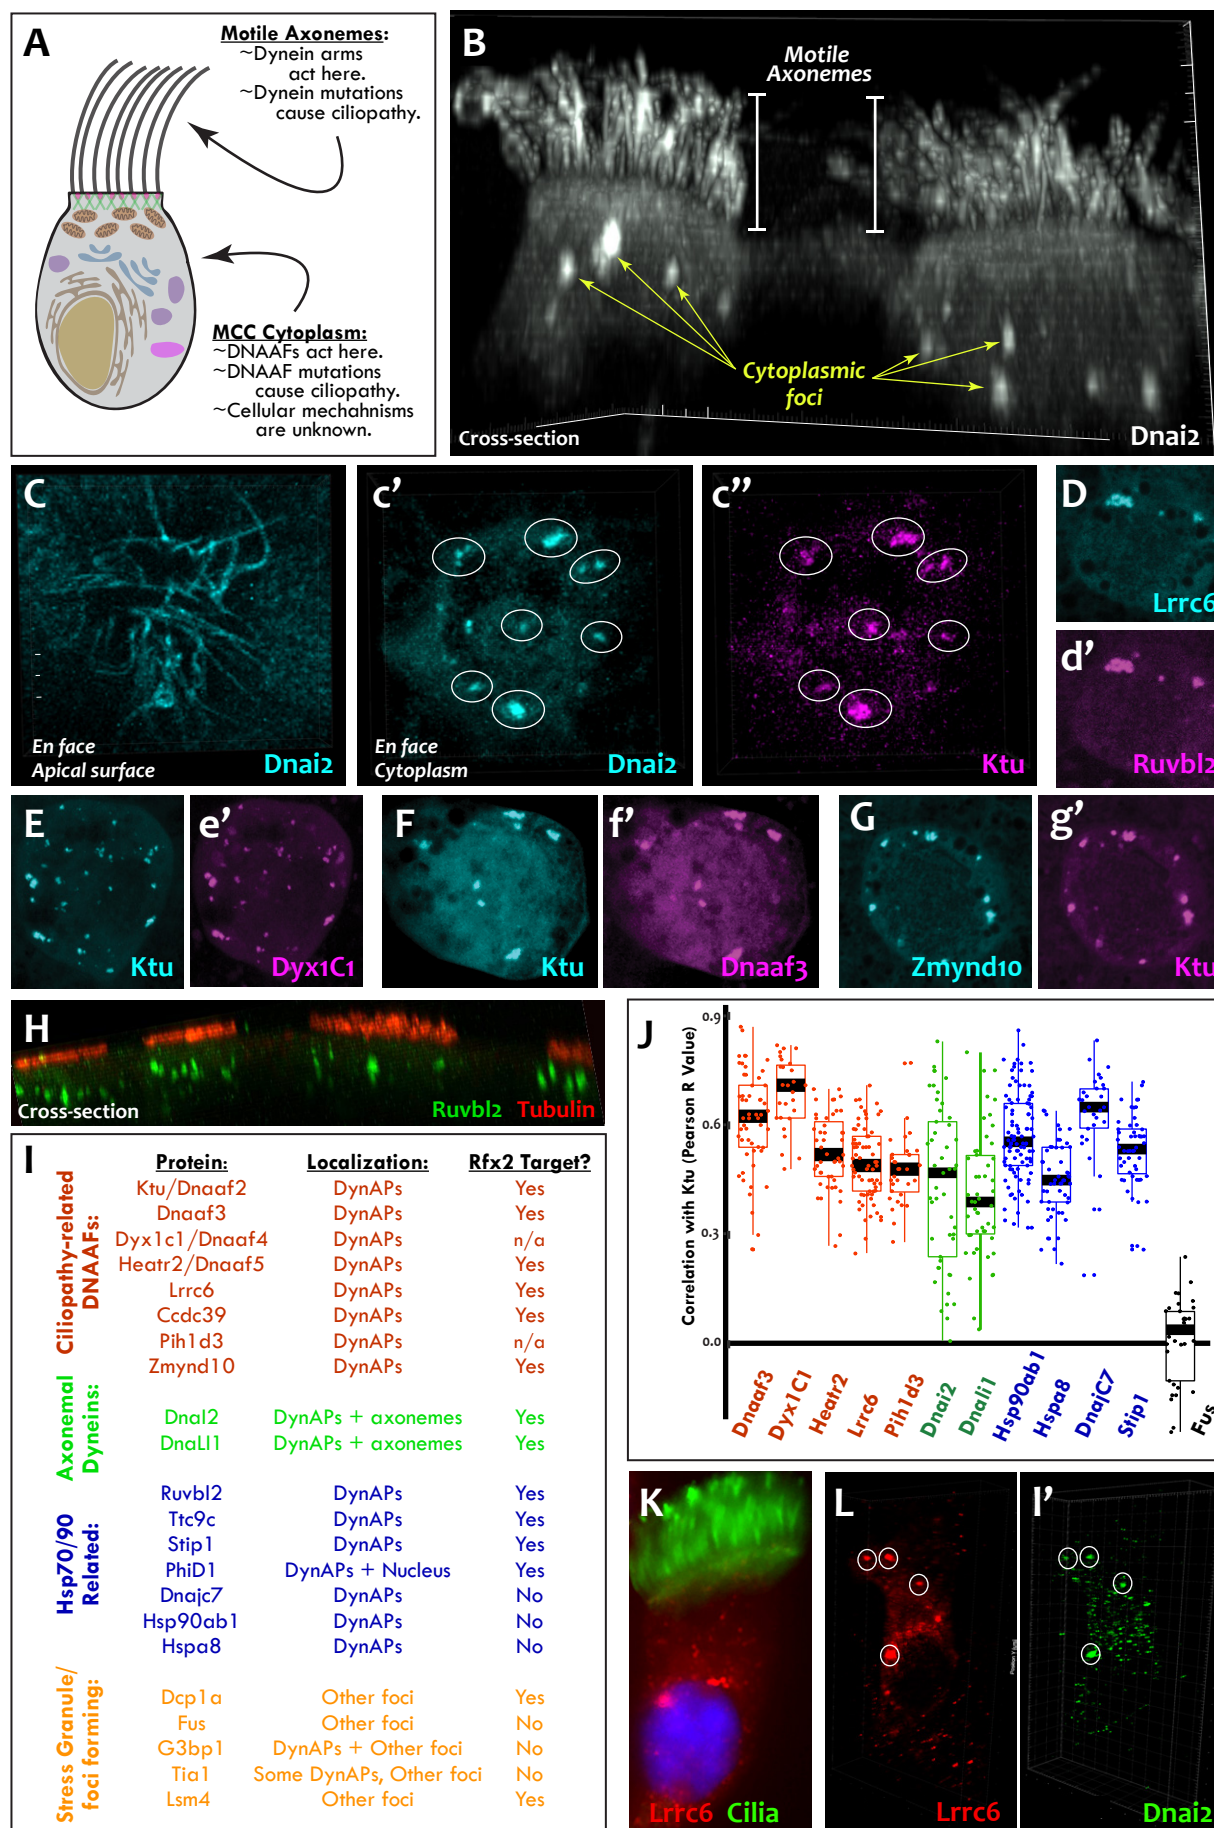 A
Motile Axonemes:
~Dynein arms
act here.
~Dynein mutations
cause ciliopathy.
MCC Cytoplasm:
~DNAAFs act here.
~DNAAF mutations
cause ciliopathy.
~Cellular mechahnisms
are unknown.
B
Motile
Axonemes
Cytoplasmic
foci
Cross-section
Dnai2
C
En face
Apical surface
Dnai2
c'
En face
Cytoplasm
Dnai2
c''
Ktu
D
Lrrc6
d'
Ruvbl2
E
Ktu
e'
Dyx1C1
F
Ktu
f'
Dnaaf3
G
Zmynd10
g'
Ktu
H
Cross-section
Ruvbl2 Tubulin
I
Protein: Localization: Rfx2 Target?
Ciliopathy-related
DNAAFs:
Ktu/Dnaaf2 DynAPs Yes
Dnaaf3 DynAPs Yes
Dyx1c1/Dnaaf4 DynAPs n/a
Heatr2/Dnaaf5 DynAPs Yes
Lrrc6 DynAPs Yes
Ccdc39 DynAPs Yes
Pih1d3 DynAPs n/a
Zmynd10 DynAPs Yes
Axonemal
Dyneins:
DnaI2 DynAPs + axonemes Yes
DnaLI1 DynAPs + axonemes Yes
Hsp70/90
Related:
Ruvbl2 DynAPs Yes
Ttc9c DynAPs Yes
Stip1 DynAPs Yes
PhiD1 DynAPs + Nucleus Yes
Dnajc7 DynAPs No
Hsp90ab1 DynAPs No
Hspa8 DynAPs No
Stress Granule/
foci forming:
Dcp1a Other foci Yes
Fus Other foci No
G3bp1 DynAPs + Other foci No
Tia1 Some DynAPs, Other foci No
Lsm4 Other foci Yes
J
Correlation with Ktu (Pearson R Value)
0.9
0.6
0.3
0.0
Dnaaf3
Dyx1C1
Heatr2
Lrrc6
Pih1d3
Dnai2
Dnali1
Hsp90ab1
Hspa8
DnajC7
Stip1
Fus
K
Lrrc6 Cilia
L
Lrrc6
l'
Dnai2